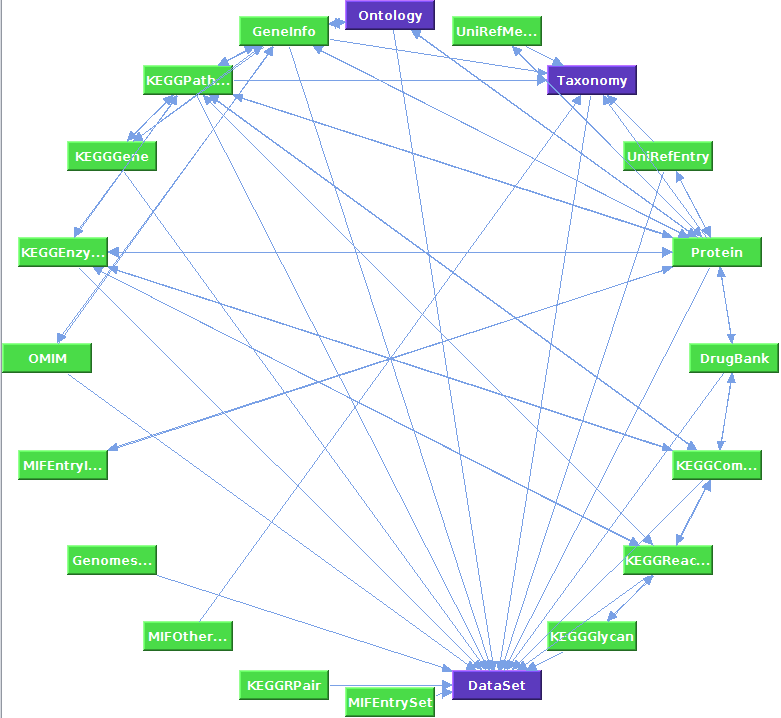 Ontology
GeneInfo
UniRefMe...
KEGGPath...
Taxonomy
KEGGGene
UniRefEntry
KEGGEnzy...
Protein
OMIM
DrugBank
MIFEntryI...
KEGGCom...
Genomes...
KEGGReac...
MIFOther...
KEGGGlycan
KEGGRPair
DataSet
MIFEntrySet